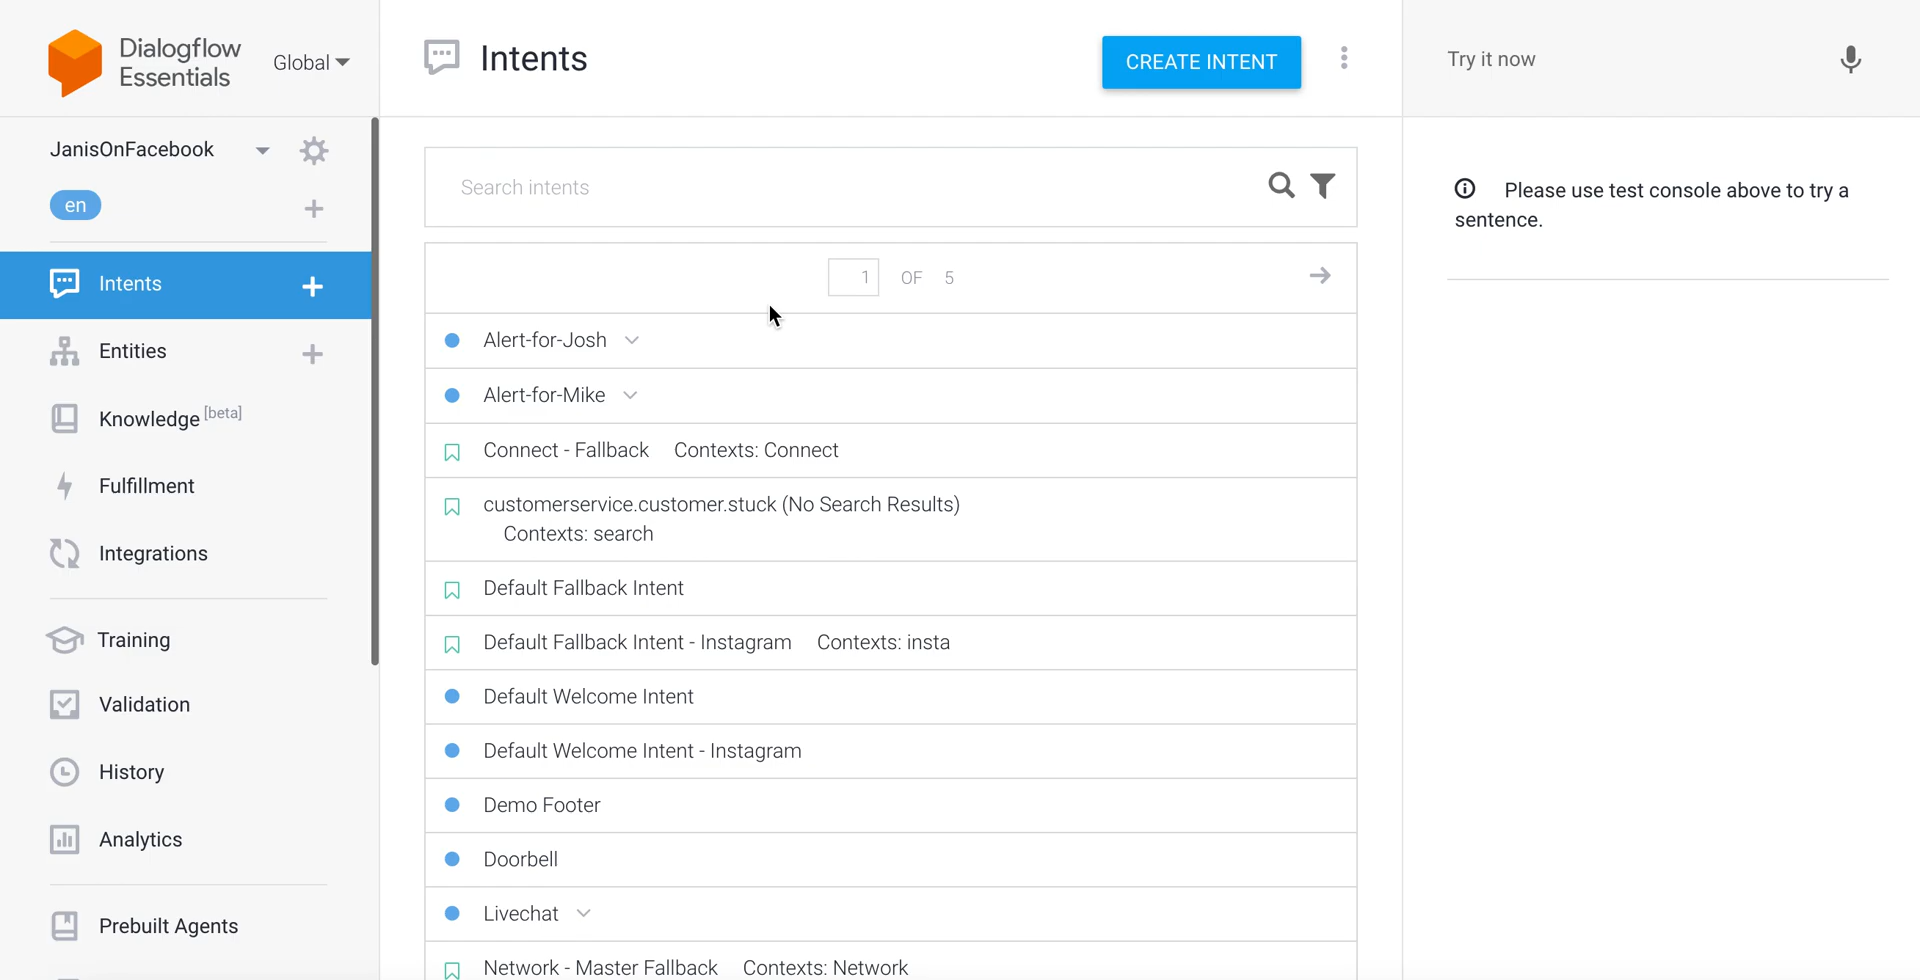 Dialogflow
Essentials
Global
JanisOnFacebook
en
Intents
Entities
Knowledge [beta]
Fulfillment
Integrations
Training
Validation
History
Analytics
Prebuilt Agents
Intents
CREATE INTENT
Search intents
1 OF 5
Alert-for-Josh
Alert-for-Mike
Connect - Fallback Contexts: Connect
customerservice.customer.stuck (No Search Results)
Contexts: search
Default Fallback Intent
Default Fallback Intent - Instagram Contexts: insta
Default Welcome Intent
Default Welcome Intent - Instagram
Demo Footer
Doorbell
Livechat
Network - Master Fallback Contexts: Network
Try it now
Please use test console above to try a
sentence.